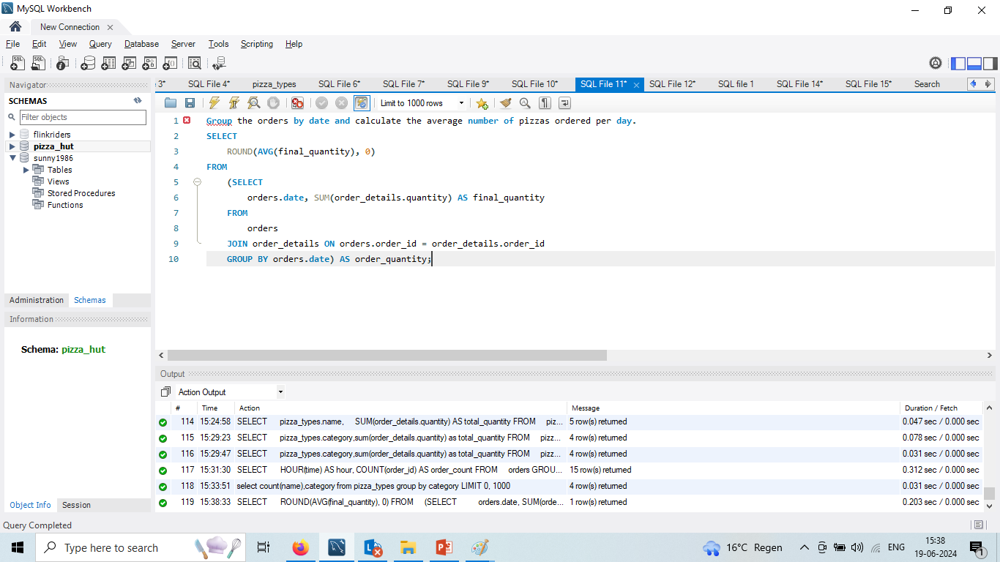 MySQL Workbench
New Connection
File Edit View Query Database Server Tools Scripting Help
Navigator
SCHEMAS
Filter objects
flinkriders
pizza_hut
sunny1986
Tables
Views
Stored Procedures
Functions
Administration Schemas
Information
Schema: pizza_hut
Object Info Session
3* SQL File 4* pizza_types SQL File 6* SQL File 7* SQL File 9* SQL File 10* SQL File 11* SQL File 12* SQL file 1 SQL File 14* SQL File 15* Search
Limit to 1000 rows
1 Group the orders by date and calculate the average number of pizzas ordered per day.
2 SELECT
3 ROUND(AVG(final_quantity), 0)
4 FROM
5 (SELECT
6 orders.date, SUM(order_details.quantity) AS final_quantity
7 FROM
8 orders
9 JOIN order_details ON orders.order_id = order_details.order_id
10 GROUP BY orders.date) AS order_quantity;
Output
Action Output
# Time Action Message Duration / Fetch
114 15:24:58 SELECT pizza_types.name, SUM(order_details.quantity) AS total_quantity FROM piz... 5 row(s) returned 0.047 sec / 0.000 sec
115 15:29:23 SELECT pizza_types.category,sum(order_details.quantity) as total_quantity FROM pizz... 4 row(s) returned 0.078 sec / 0.000 sec
116 15:29:47 SELECT pizza_types.category,sum(order_details.quantity) as total_quantity FROM pizz... 4 row(s) returned 0.031 sec / 0.000 sec
117 15:31:30 SELECT HOUR(time) AS hour, COUNT(order_id) AS order_count FROM orders GROU... 15 row(s) returned 0.312 sec / 0.000 sec
118 15:33:51 select count(name),category from pizza_types group by category LIMIT 0, 1000 4 row(s) returned 0.031 sec / 0.000 sec
119 15:38:33 SELECT ROUND(AVG(final_quantity), 0) FROM (SELECT orders.date, SUM(orde... 1 row(s) returned 0.203 sec / 0.000 sec
Query Completed
Type here to search
16°C Regen
ENG
15:38
19-06-2024
1